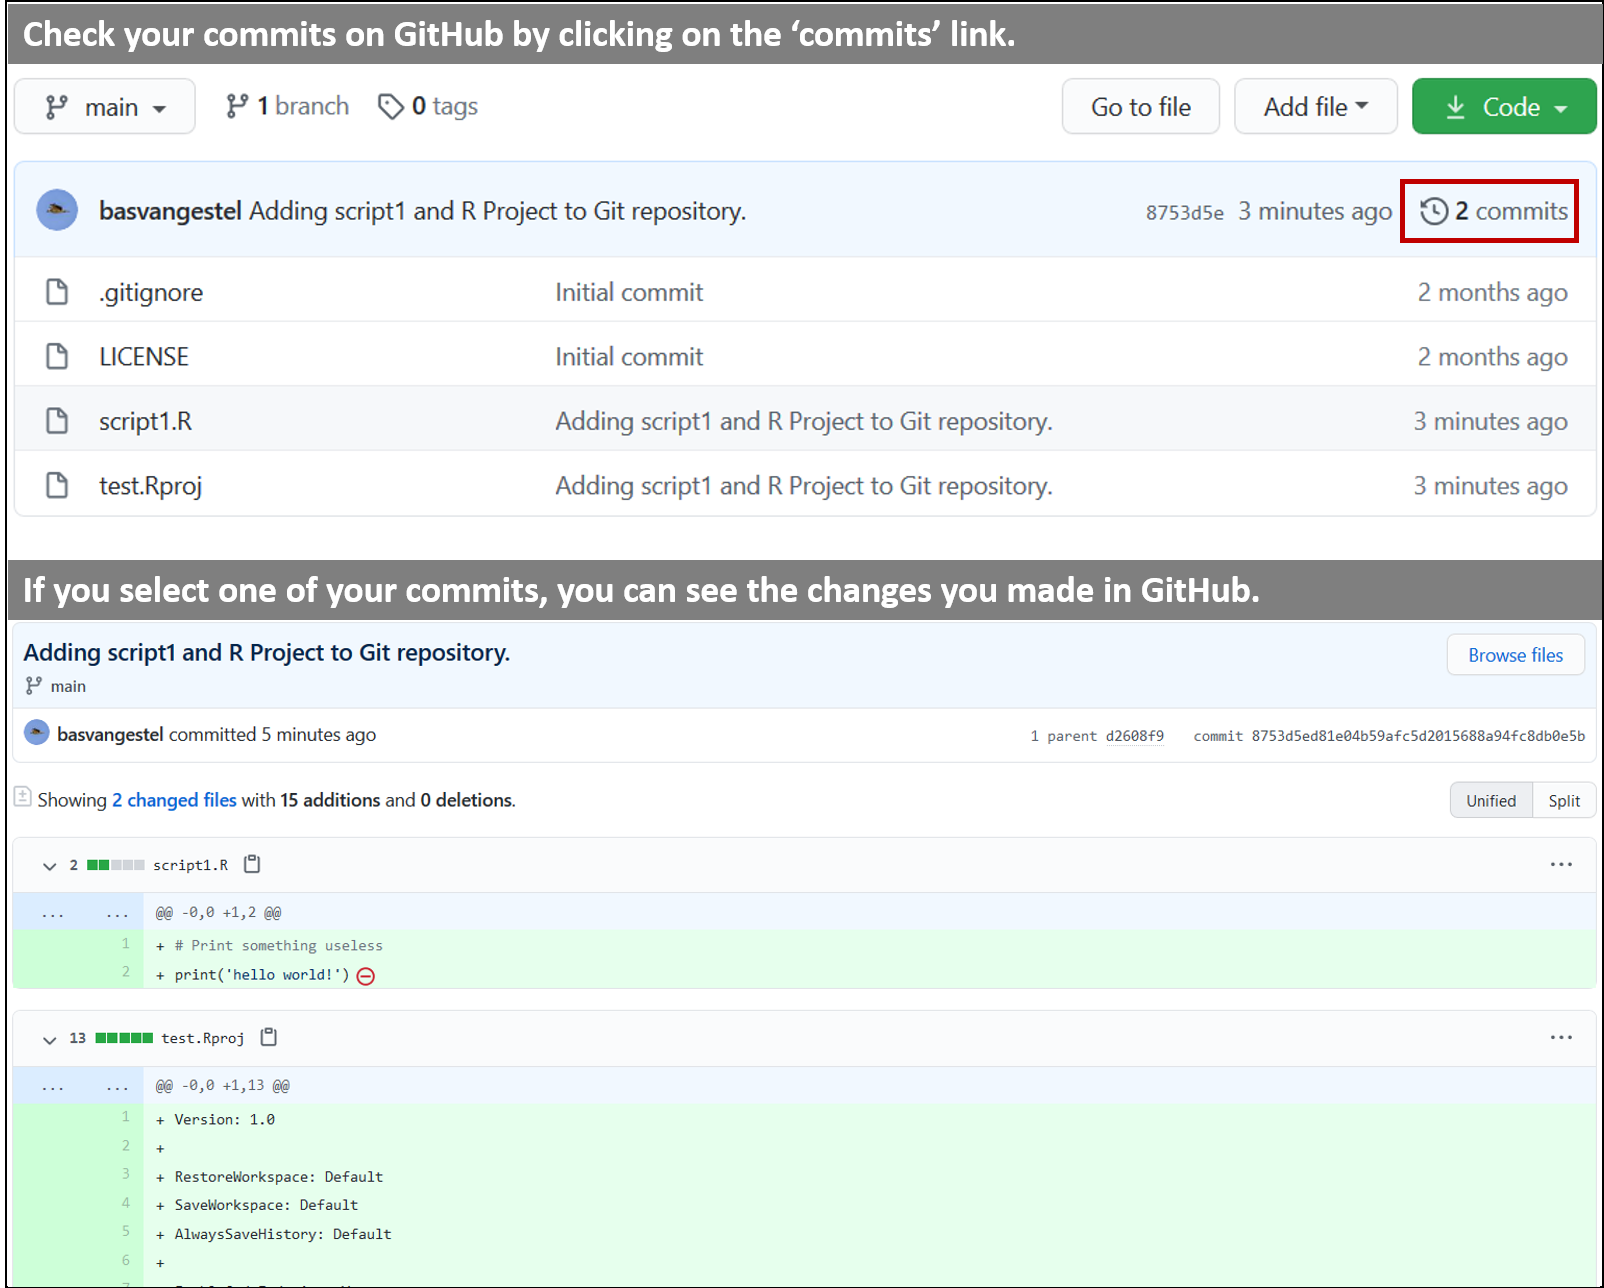 Check your commits on GitHub by clicking on the ‘commits’ link.
main 1 branch 0 tags Go to file Add file Code
basvangestel Adding script1 and R Project to Git repository. 8753d5e 3 minutes ago 2 commits
.gitignore Initial commit 2 months ago
LICENSE Initial commit 2 months ago
script1.R Adding script1 and R Project to Git repository. 3 minutes ago
test.Rproj Adding script1 and R Project to Git repository. 3 minutes ago
If you select one of your commits, you can see the changes you made in GitHub.
Adding script1 and R Project to Git repository. Browse files
main
basvangestel committed 5 minutes ago 1 parent d2608f9 commit 8753d5ed81e04b59afc5d2015688a94fc8db0e5b
Showing 2 changed files with 15 additions and 0 deletions. Unified Split
2 script1.R ...
... ... @@ -0,0 +1,2 @@
1 + # Print something useless
2 + print('hello world!')
13 test.Rproj ...
... ... @@ -0,0 +1,13 @@
1 + Version: 1.0
2 +
3 + RestoreWorkspace: Default
4 + SaveWorkspace: Default
5 + AlwaysSaveHistory: Default
6 +